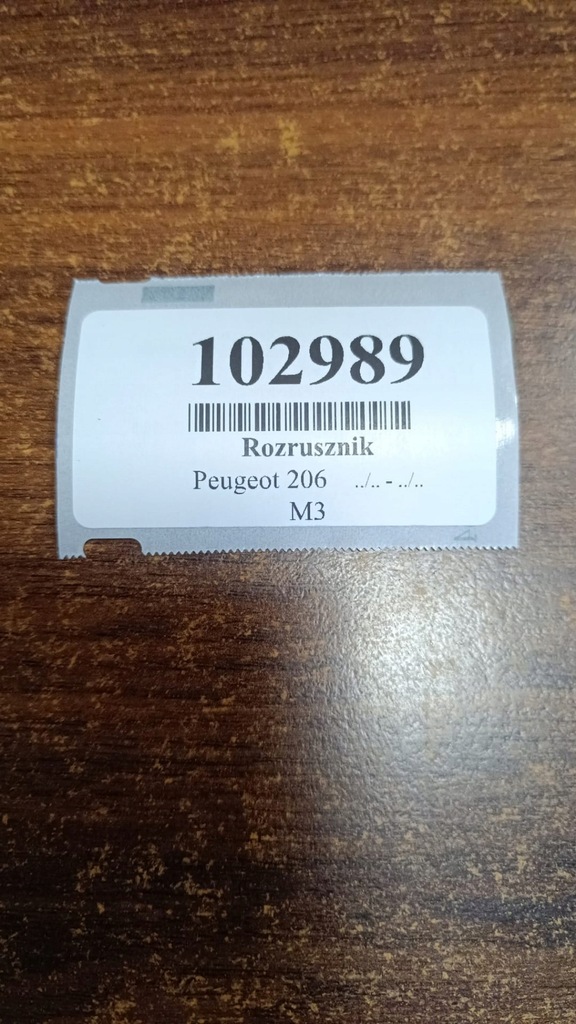 102989
Rozrusznik
Peugeot 206 ../.. - ../..
M3